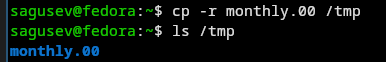 sagusev@fedora:~$ cp -r monthly.00 /tmp
sagusev@fedora:~$ ls /tmp
monthly.00